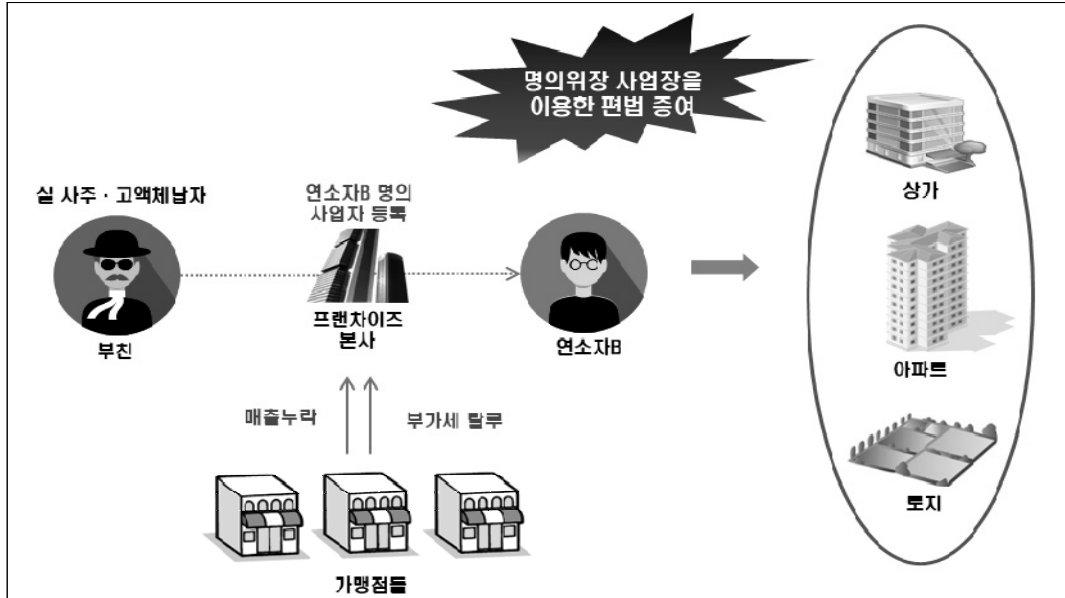 명의위장 사업장을
이용한 편법 증여
실 사주 · 고액체납자
연소자B 명의
사업자 등록
부친
프랜차이즈
본사
연소자B
매출누락
부가세 탈루
가맹점들
상가
아파트
토지